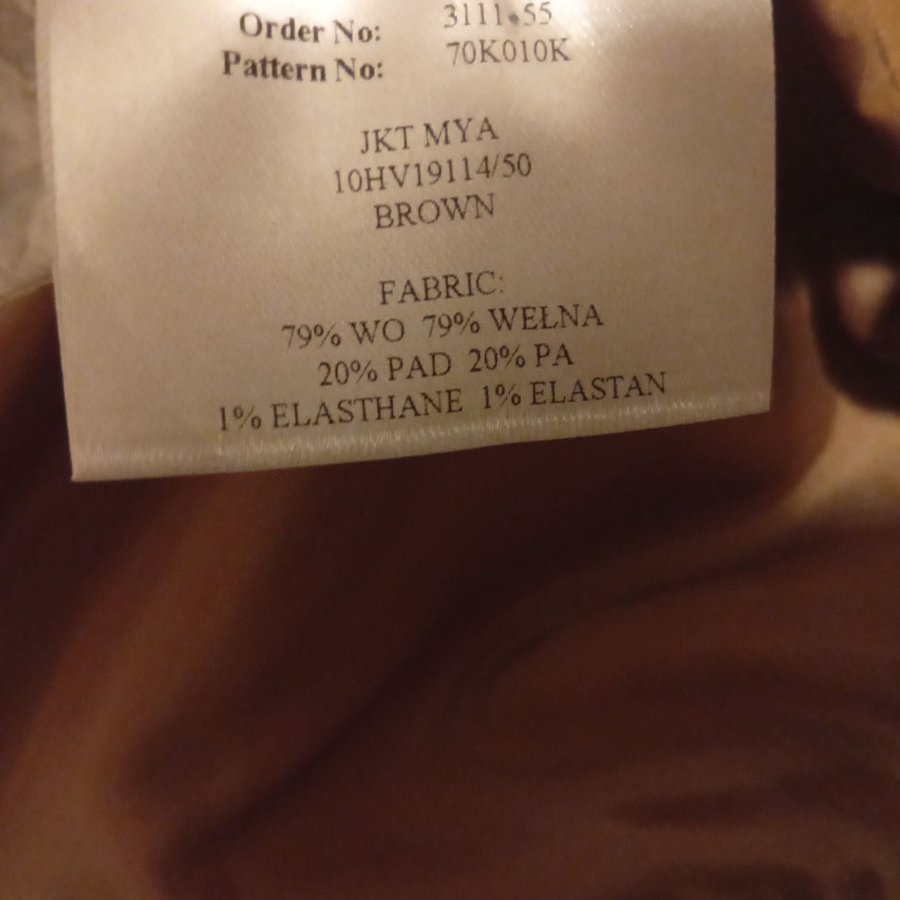 Order No: 3111.55
Pattern No: 70K010K
JKT MYA
10HV19114/50
BROWN
FABRIC:
79% WO 79% WEŁNA
20% PAD 20% PA
1% ELASTHANE 1% ELASTAN